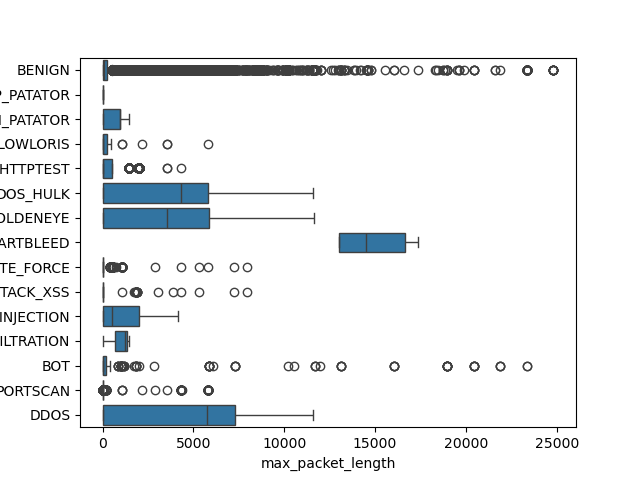 BENIGN
P_PATATOR
_PATATOR
LOWLORIS
HTTPTEST
DOS_HULK
OLDENEYE
ARTBLEED
TE_FORCE
TACK_XSS
INJECTION
ILTRATION
BOT
PORTSCAN
DDOS
0 5000 10000 15000 20000 25000
max_packet_length